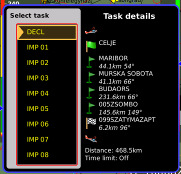 240
Select task
Task details
DECL
IMP 01
IMP 02
IMP 03
IMP 04
IMP 05
IMP 06
IMP 07
IMP 08
CELJE
MARIBOR
44.1km 54°
MURSKA SOBOTA
41.1km 66°
BUDAORS
231.6km 66°
005ZSOMBO
145.6km 149°
099SZATYMAZAPT
6.2km 96°
Distance: 468.5km
Time limit: Off